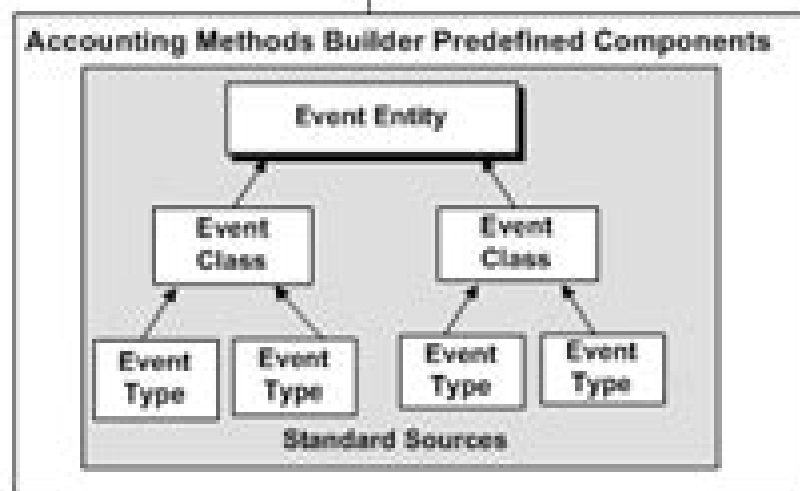 Accounting Methods Builder Predefined Components
Event Entity
Event
Class
Event
Class
Event
Type
Event
Type
Event
Type
Event
Type
Standard Sources